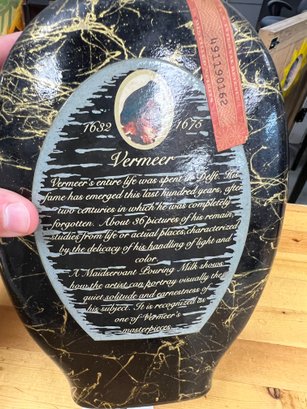 4911190162
1632 1675
Vermeer
Vermeer's entire life was spent in Delft. His
fame has emerged this last hundred years, after
two centuries in which he was completely
forgotten. About 36 pictures of his remain,
studies from life or actual places, characterized
by the delicacy of his handling of light and
color.
A Maidservant Pouring Milk shows
how the artist can portray visually the
quiet solitude and earnestness of
his subject. It is recognized as
one of Vermeer's
masterpieces.